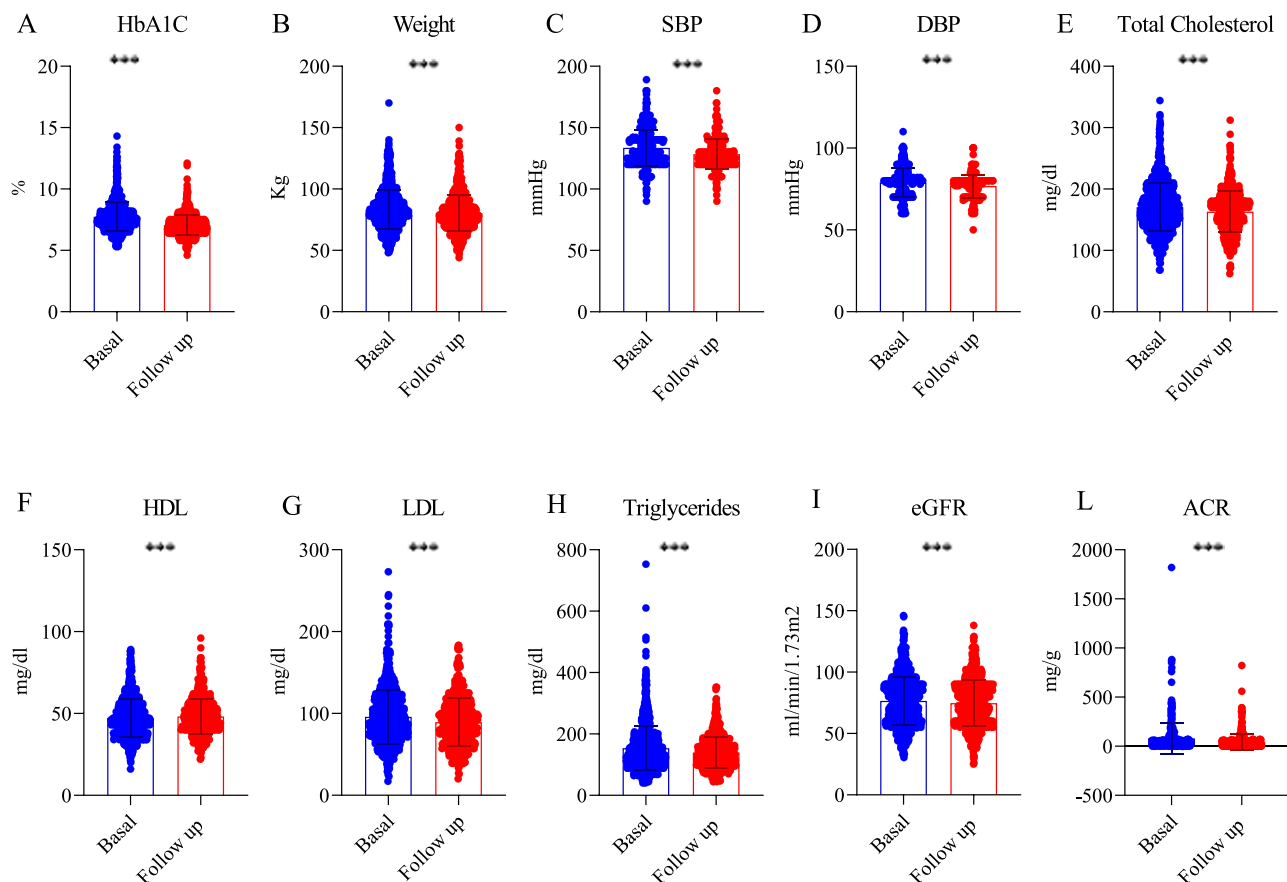 A HbA1C
20
15
10
5
0
%
Basal
Follow up
B Weight
200
150
100
50
0
Kg
Basal
Follow up
C SBP
200
150
100
50
0
mmHg
Basal
Follow up
D DBP
150
100
50
0
mmHg
Basal
Follow up
E Total Cholesterol
400
300
200
100
0
mg/dl
Basal
Follow up
F HDL
150
100
50
0
mg/dl
Basal
Follow up
G LDL
300
200
100
0
mg/dl
Basal
Follow up
H Triglycerides
800
600
400
200
0
mg/dl
Basal
Follow up
I eGFR
200
150
100
50
0
ml/min/1.73m2
Basal
Follow up
L ACR
2000
1500
1000
500
0
-500
mg/g
Basal
Follow up